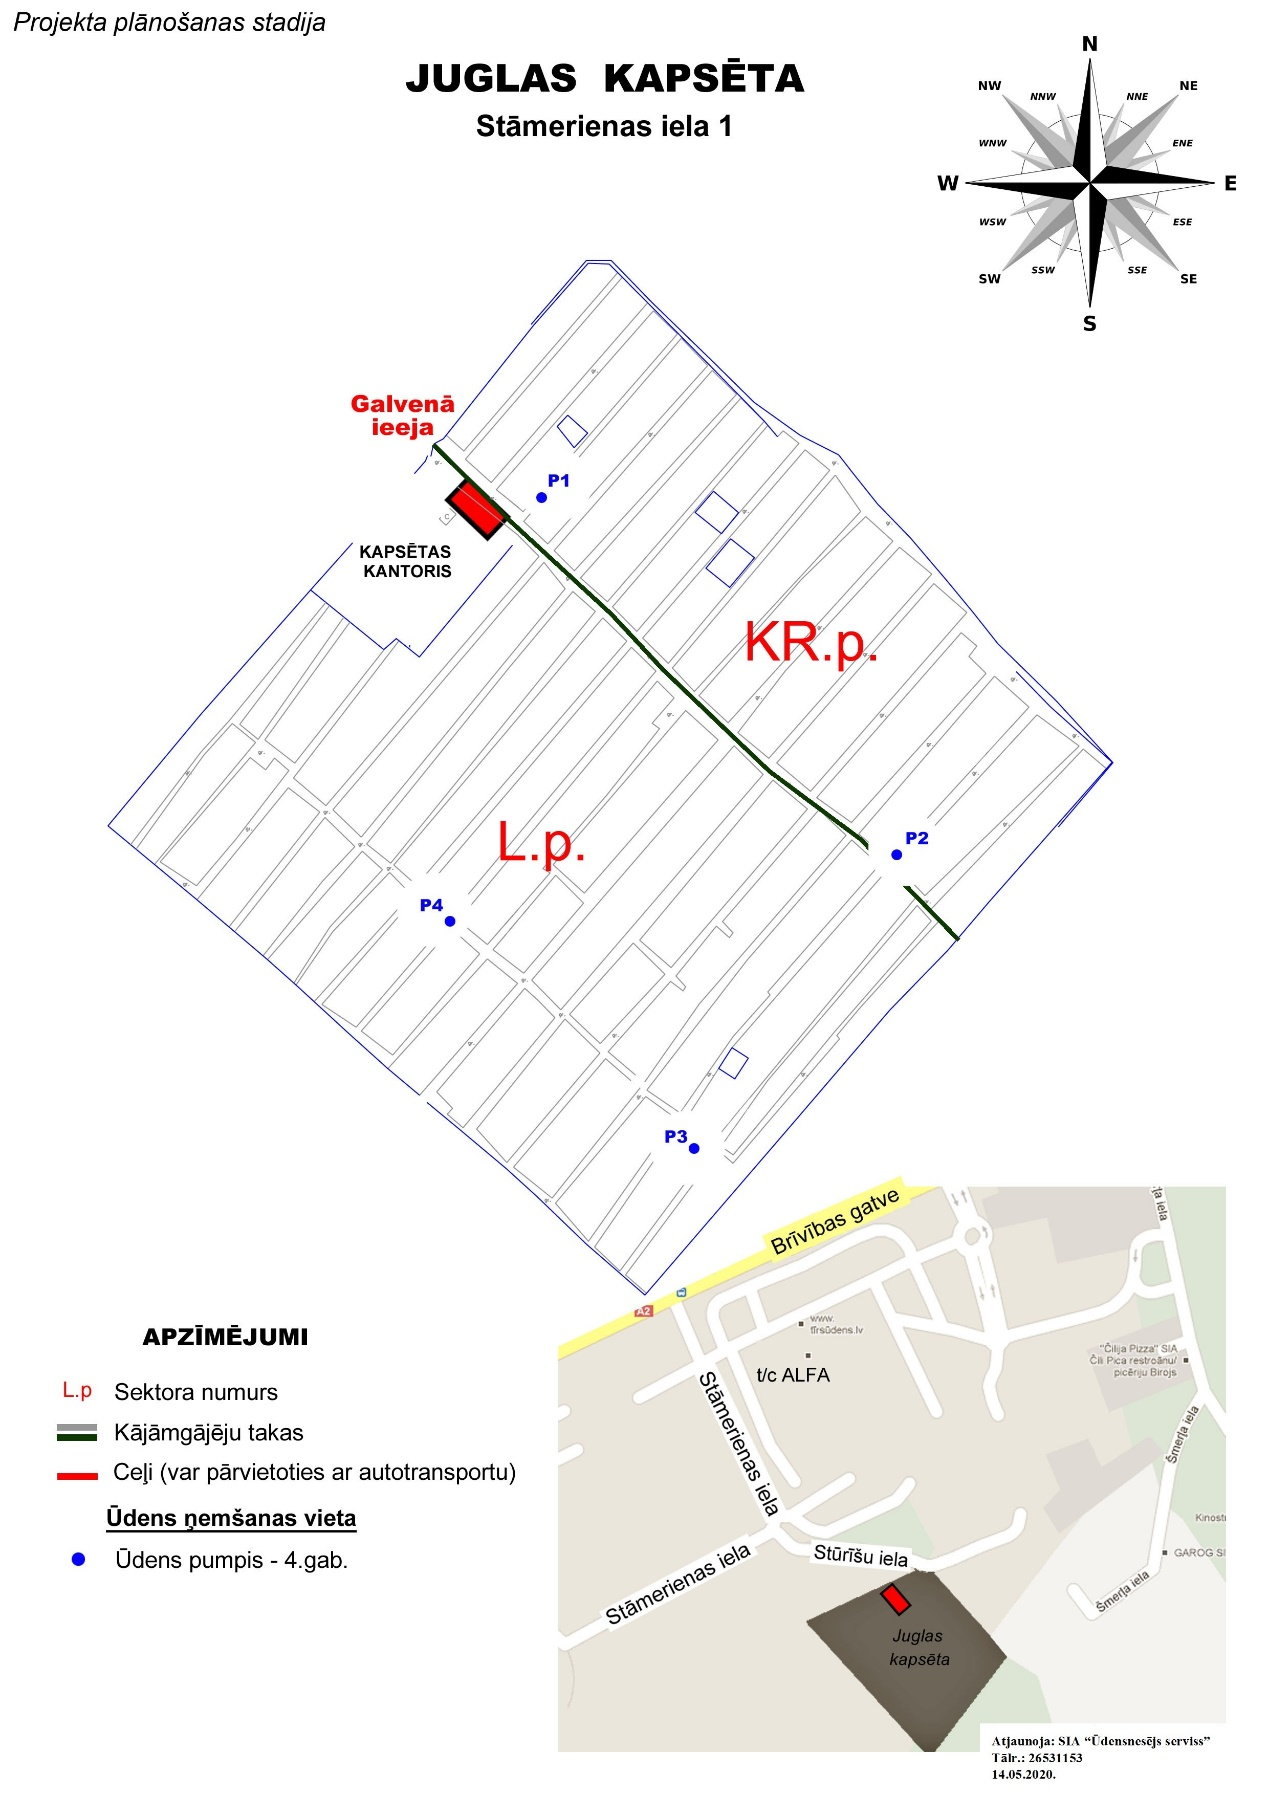 Projekta plānošanas stadija
JUGLAS KAPSĒTA
Stāmerienas iela 1
N
NNW
NNE
NW
NE
WNW
ENE
W
E
WSW
ESE
SW
SE
SSW
SSE
S
Galvenā
ieeja
P1
KAPSĒTAS
KANTORIS
C
KR.p.
L.p.
P2
P4
P3
APZĪMĒJUMI
L.p Sektora numurs
Kājāmgājēju takas
Ceļi (var pārvietoties ar autotransportu)
Ūdens ņemšanas vieta
Ūdens pumpis - 4.gab.
Brīvības gatve
A2
www.
tīrsūdens.lv
t/c ALFA
"Čilija Pizza" SIA
Čili Pica restroānu/
picēriju Birojs
Stāmerienas iela
Šmerļa iela
Kinostu
Stūrīšu iela
GAROG SI
Stāmerienas iela
Šmerļa iela
Juglas
kapsēta
Atjaunoja: SIA “Ūdensnesējs serviss”
Tālr.: 26531153
14.05.2020.